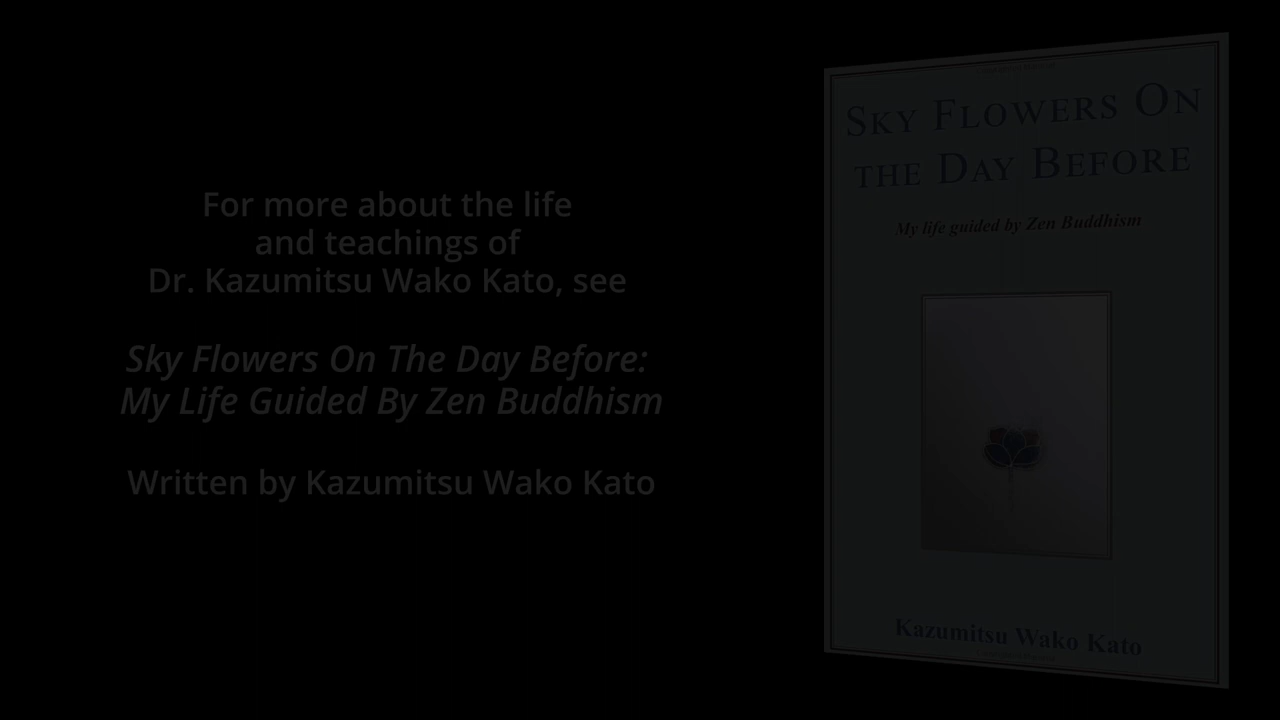 For more about the life
and teachings of
Dr. Kazumitsu Wako Kato, see
Sky Flowers On The Day Before:
My Life Guided By Zen Buddhism
Written by Kazumitsu Wako Kato
SKY FLOWERS ON
THE DAY BEFORE
My life guided by Zen Buddhism
Kazumitsu Wako Kato